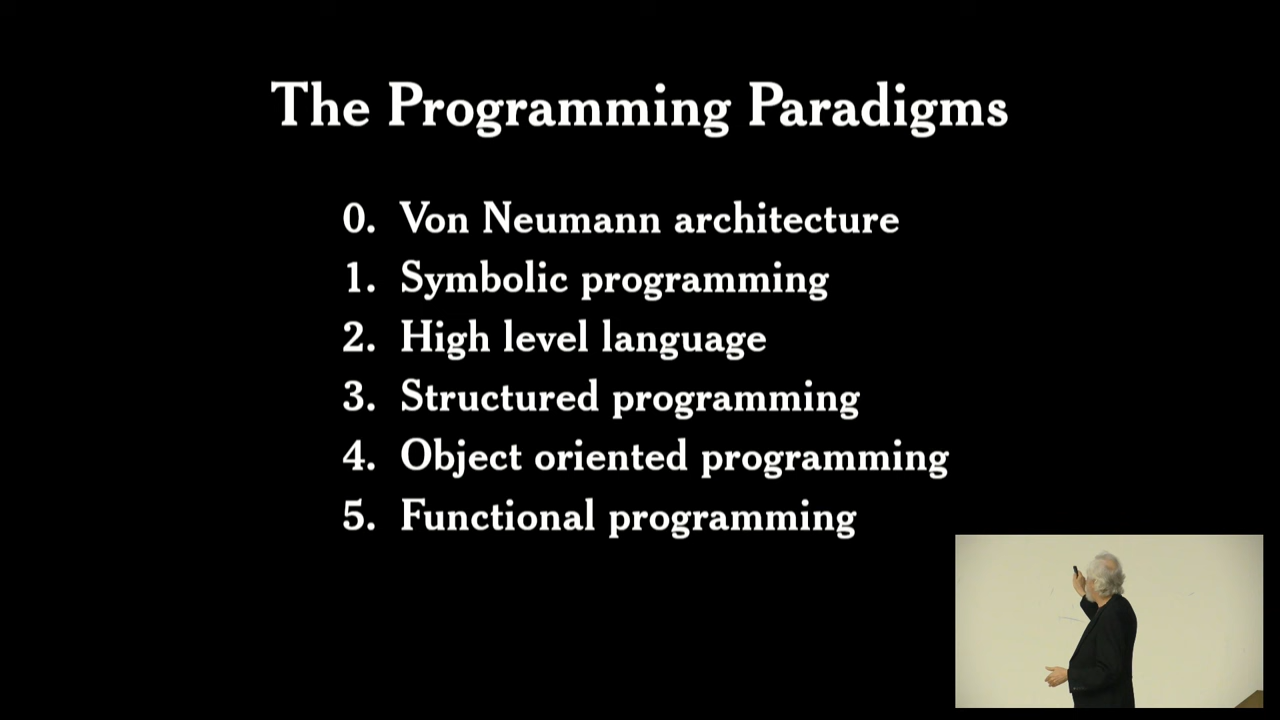 The Programming Paradigms
0. Von Neumann architecture
1. Symbolic programming
2. High level language
3. Structured programming
4. Object oriented programming
5. Functional programming